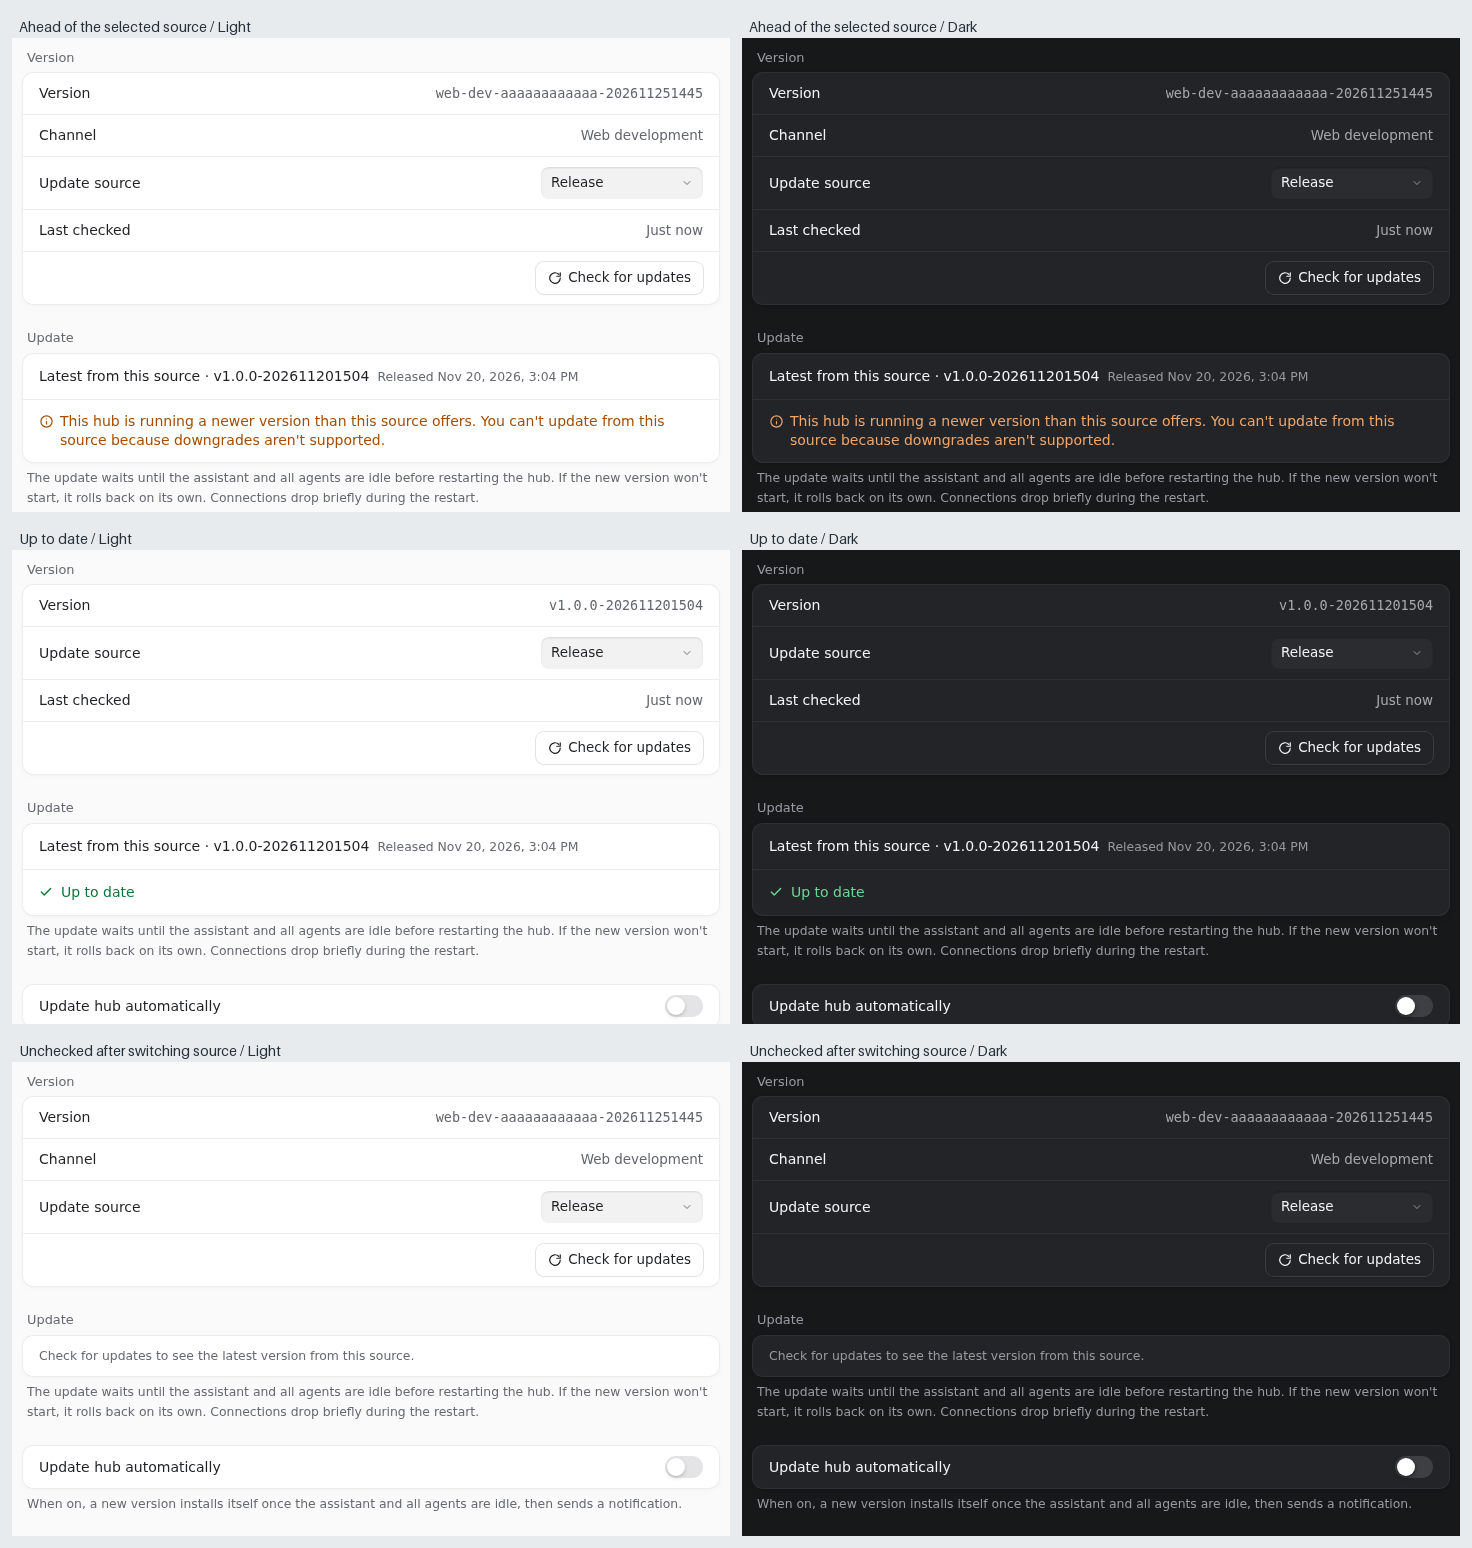 Ahead of the selected source / Light
Version
Version web-dev-aaaaaaaaaaaa-202611251445
Channel Web development
Update source Release
Last checked Just now
Check for updates
Update
Latest from this source · v1.0.0-202611201504 Released Nov 20, 2026, 3:04 PM
This hub is running a newer version than this source offers. You can't update from this
source because downgrades aren't supported.
The update waits until the assistant and all agents are idle before restarting the hub. If the new version won't
start, it rolls back on its own. Connections drop briefly during the restart.
Ahead of the selected source / Dark
Version
Version web-dev-aaaaaaaaaaaa-202611251445
Channel Web development
Update source Release
Last checked Just now
Check for updates
Update
Latest from this source · v1.0.0-202611201504 Released Nov 20, 2026, 3:04 PM
This hub is running a newer version than this source offers. You can't update from this
source because downgrades aren't supported.
The update waits until the assistant and all agents are idle before restarting the hub. If the new version won't
start, it rolls back on its own. Connections drop briefly during the restart.
Up to date / Light
Version
Version v1.0.0-202611201504
Update source Release
Last checked Just now
Check for updates
Update
Latest from this source · v1.0.0-202611201504 Released Nov 20, 2026, 3:04 PM
Up to date
The update waits until the assistant and all agents are idle before restarting the hub. If the new version won't
start, it rolls back on its own. Connections drop briefly during the restart.
Update hub automatically
Up to date / Dark
Version
Version v1.0.0-202611201504
Update source Release
Last checked Just now
Check for updates
Update
Latest from this source · v1.0.0-202611201504 Released Nov 20, 2026, 3:04 PM
Up to date
The update waits until the assistant and all agents are idle before restarting the hub. If the new version won't
start, it rolls back on its own. Connections drop briefly during the restart.
Update hub automatically
Unchecked after switching source / Light
Version
Version web-dev-aaaaaaaaaaaa-202611251445
Channel Web development
Update source Release
Check for updates
Update
Check for updates to see the latest version from this source.
The update waits until the assistant and all agents are idle before restarting the hub. If the new version won't
start, it rolls back on its own. Connections drop briefly during the restart.
Update hub automatically
When on, a new version installs itself once the assistant and all agents are idle, then sends a notification.
Unchecked after switching source / Dark
Version
Version web-dev-aaaaaaaaaaaa-202611251445
Channel Web development
Update source Release
Check for updates
Update
Check for updates to see the latest version from this source.
The update waits until the assistant and all agents are idle before restarting the hub. If the new version won't
start, it rolls back on its own. Connections drop briefly during the restart.
Update hub automatically
When on, a new version installs itself once the assistant and all agents are idle, then sends a notification.